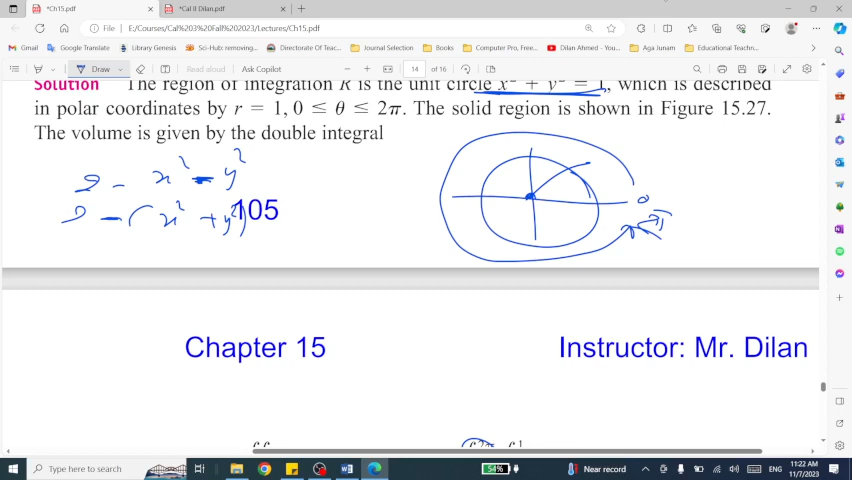 *Ch15.pdf
*Cal II Dilan.pdf
File E:/Courses/Cal%203%20Fall%202023/Lectures/Ch15.pdf
Gmail Google Translate Library Genesis Sci-Hub: removing... Directorate Of Teac... Journal Selection Books Computer Pro, Free... Dilan Ahmed - You... Aga Junam Educational Teachn...
Draw Read aloud Ask Copilot 14 of 16
Solution The region of integration R is the unit circle x² + y² = 1, which is described
in polar coordinates by r = 1, 0 ≤ θ ≤ 2π. The solid region is shown in Figure 15.27.
The volume is given by the double integral
2 - x² - y²
2 - (x² + y²)
105
0
2π
Chapter 15 Instructor: Mr. Dilan
Type here to search 54% Near record ENG 11:22 AM
11/7/2023